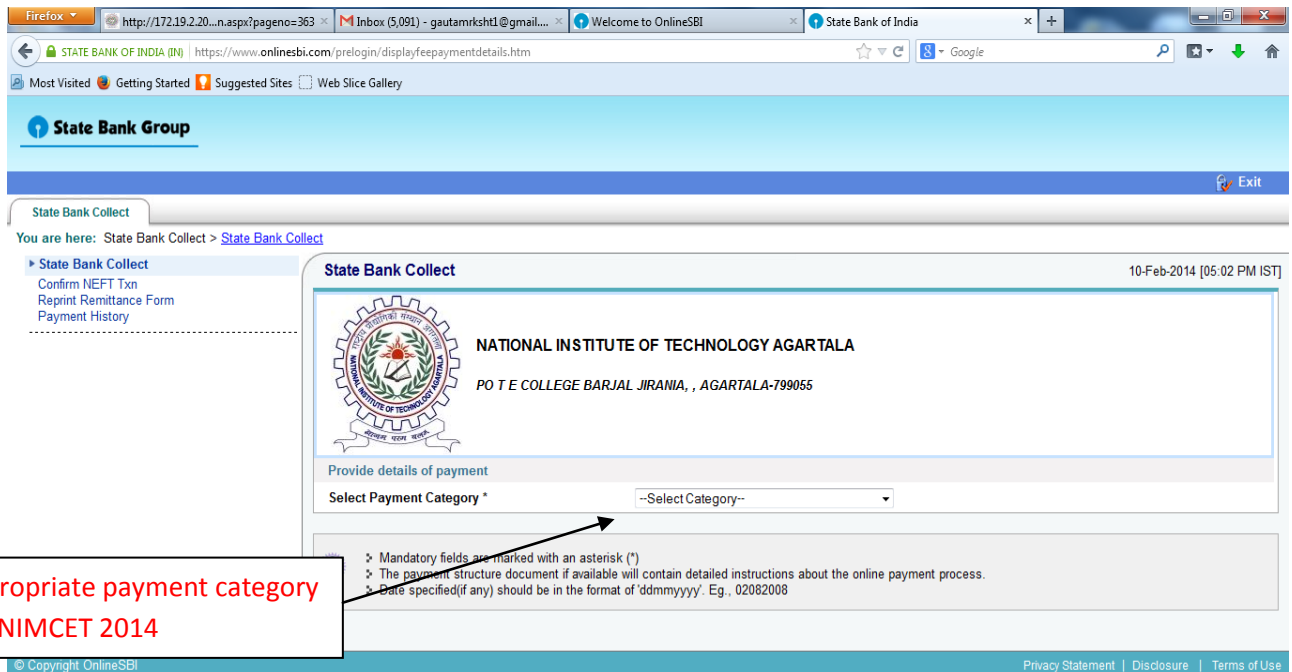 Firefox
http://172.19.2.20...n.aspx?pageno=363
Inbox (5,091) - gautamrksht1@gmail....
Welcome to OnlineSBI
State Bank of India
STATE BANK OF INDIA (IN) https://www.onlinesbi.com/prelogin/displayfeepaymentdetails.htm
Google
Most Visited Getting Started Suggested Sites Web Slice Gallery
State Bank Group
Exit
State Bank Collect
You are here: State Bank Collect > State Bank Collect
State Bank Collect
Confirm NEFT Txn
Reprint Remittance Form
Payment History
State Bank Collect
10-Feb-2014 [05:02 PM IST]
NATIONAL INSTITUTE OF TECHNOLOGY AGARTALA
PO T E COLLEGE BARJAL JIRANIA, , AGARTALA-799055
NATIONAL INSTITUTE OF TECHNOLOGY
Provide details of payment
Select Payment Category * --Select Category--
Mandatory fields are marked with an asterisk (*)
The payment structure document if available will contain detailed instructions about the online payment process.
Date specified(if any) should be in the format of 'ddmmyyyy'. Eg., 02082008
ropriate payment category
NIMCET 2014
© Copyright OnlineSBI
Privacy Statement | Disclosure | Terms of Use